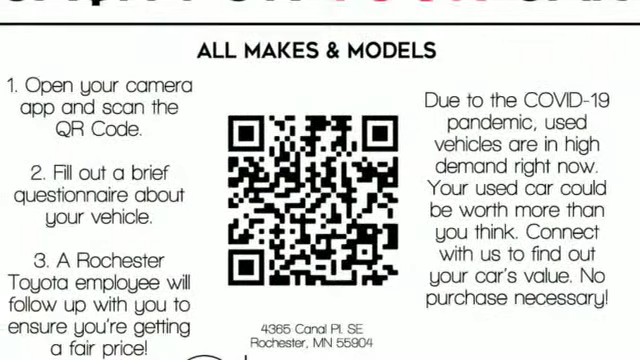 ALL MAKES & MODELS
1. Open your camera
app and scan the
QR Code.
2. Fill out a brief
questionnaire about
your vehicle.
3. A Rochester
Toyota employee will
follow up with you to
ensure you're getting
a fair price!
Due to the COVID-19
pandemic, used
vehicles are in high
demand right now.
Your used car could
be worth more than
you think. Connect
with us to find out
your car's value. No
purchase necessary!
4365 Canal Pl. SE
Rochester, MN 55904